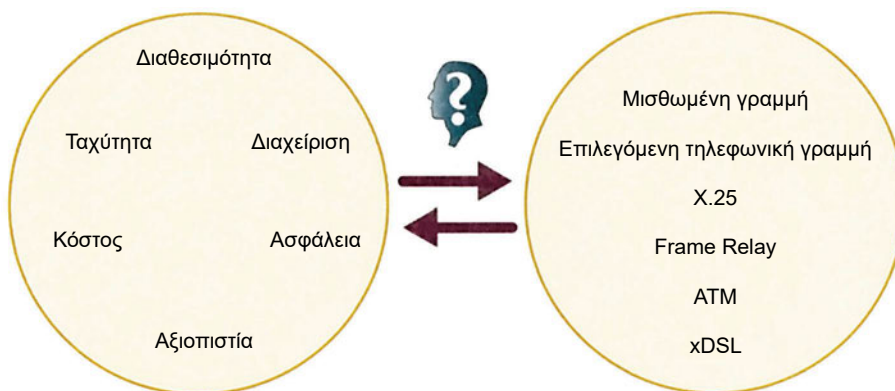 Διαθεσιμότητα
Ταχύτητα
Διαχείριση
Κόστος
Ασφάλεια
Αξιοπιστία
?
Μισθωμένη γραμμή
Επιλεγόμενη τηλεφωνική γραμμή
X.25
Frame Relay
ATM
xDSL